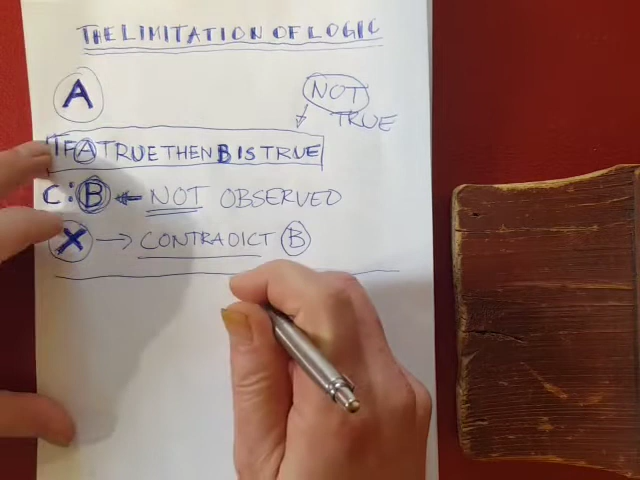 THE LIMITATION OF LOGIC
A
NOT
TRUE
IF A TRUE THEN B IS TRUE
C: B ← NOT OBSERVED
X → CONTRADICT B